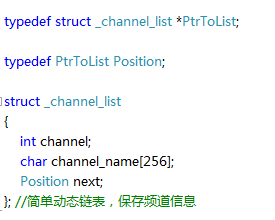 typedef struct _channel_list *PtrToList;
typedef PtrToList Position;
struct _channel_list
{
int channel;
char channel_name[256];
Position next;
}; //简单动态链表，保存频道信息